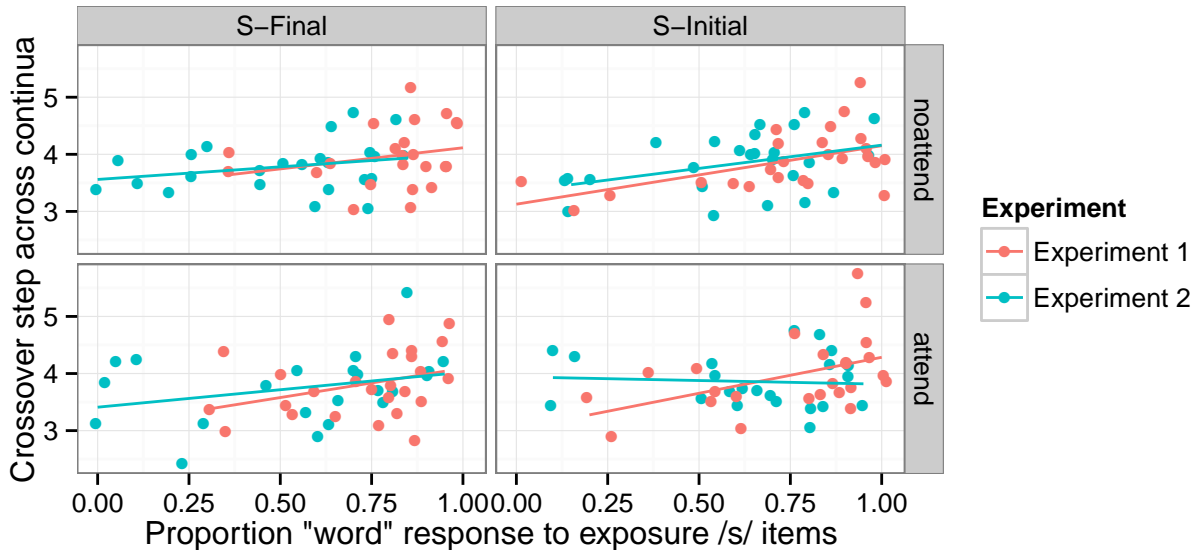 S−Final
S−Initial
5
4
3
noattend
5
4
3
attend
Crossover step across continua
0.00 0.25 0.50 0.75 1.00
0.00 0.25 0.50 0.75 1.00
Proportion "word" response to exposure /s/ items
Experiment
Experiment 1
Experiment 2